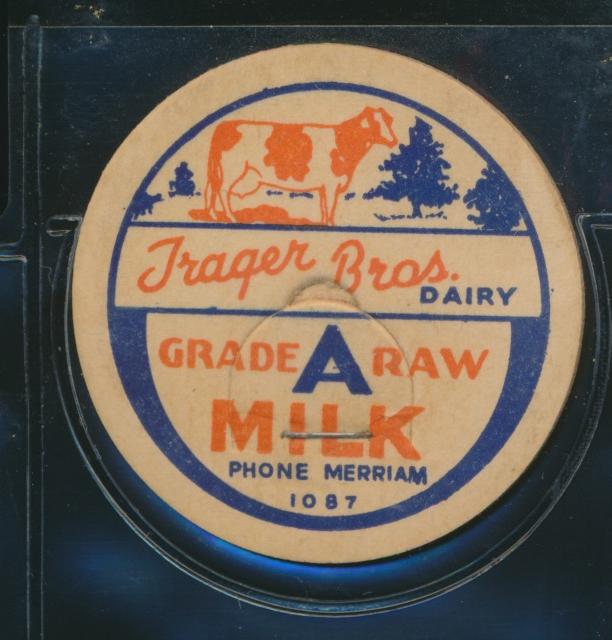 Trager Bros.
DAIRY
GRADE A RAW
MILK
PHONE MERRIAM
1087